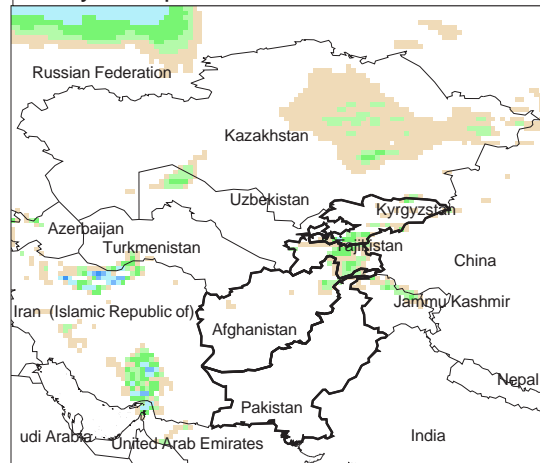 Russian Federation
Kazakhstan
Uzbekistan
Kyrgyzstan
Azerbaijan
Turkmenistan
Tajikistan
China
Jammu Kashmir
Iran (Islamic Republic of)
Afghanistan
Nepal
Pakistan
udi Arabia
United Arab Emirates
India